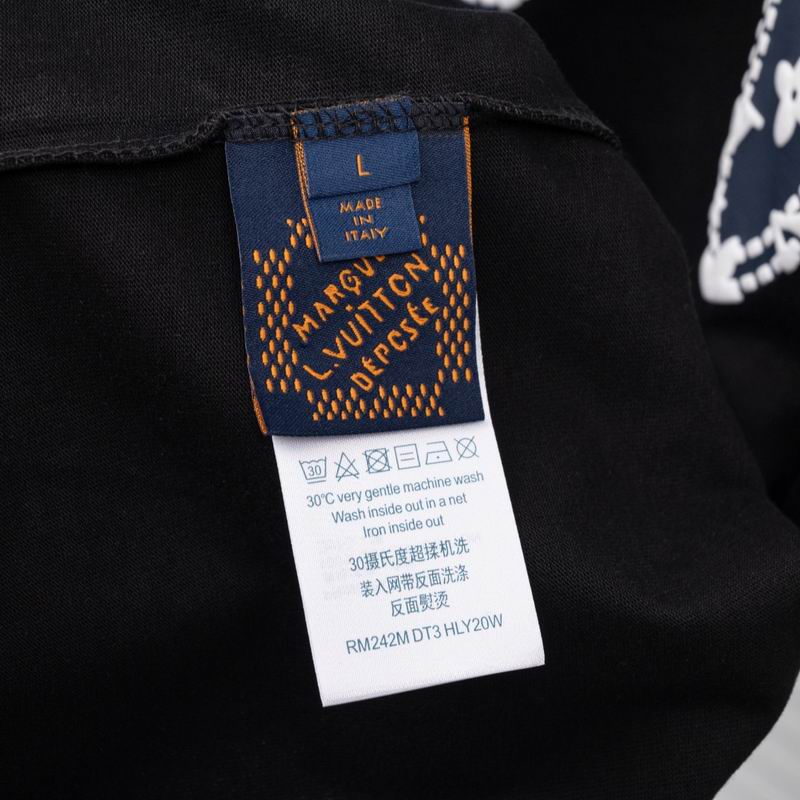 L
MADE
IN
ITALY
MARQU
L.VUITTON
DÉPOSÉE
30
30℃ very gentle machine wash
Wash inside out in a net
Iron inside out
30摄氏度超揉机洗
装入网带反面洗涤
反面熨烫
RM242M DT3 HLY20W